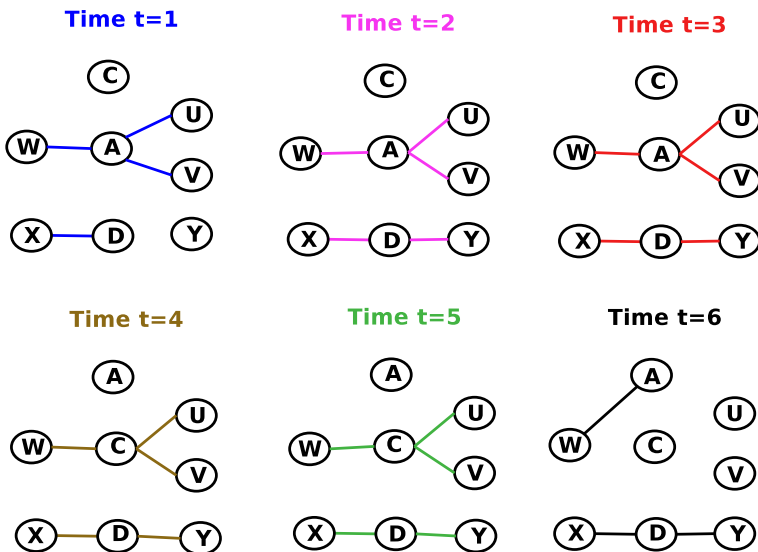 Time t=1
C
U
W A
V
X D Y
Time t=2
C
U
W A
V
X D Y
Time t=3
C
U
W A
V
X D Y
Time t=4
A
U
W C
V
X D Y
Time t=5
A
U
W C
V
X D Y
Time t=6
A
U
W C
V
X D Y